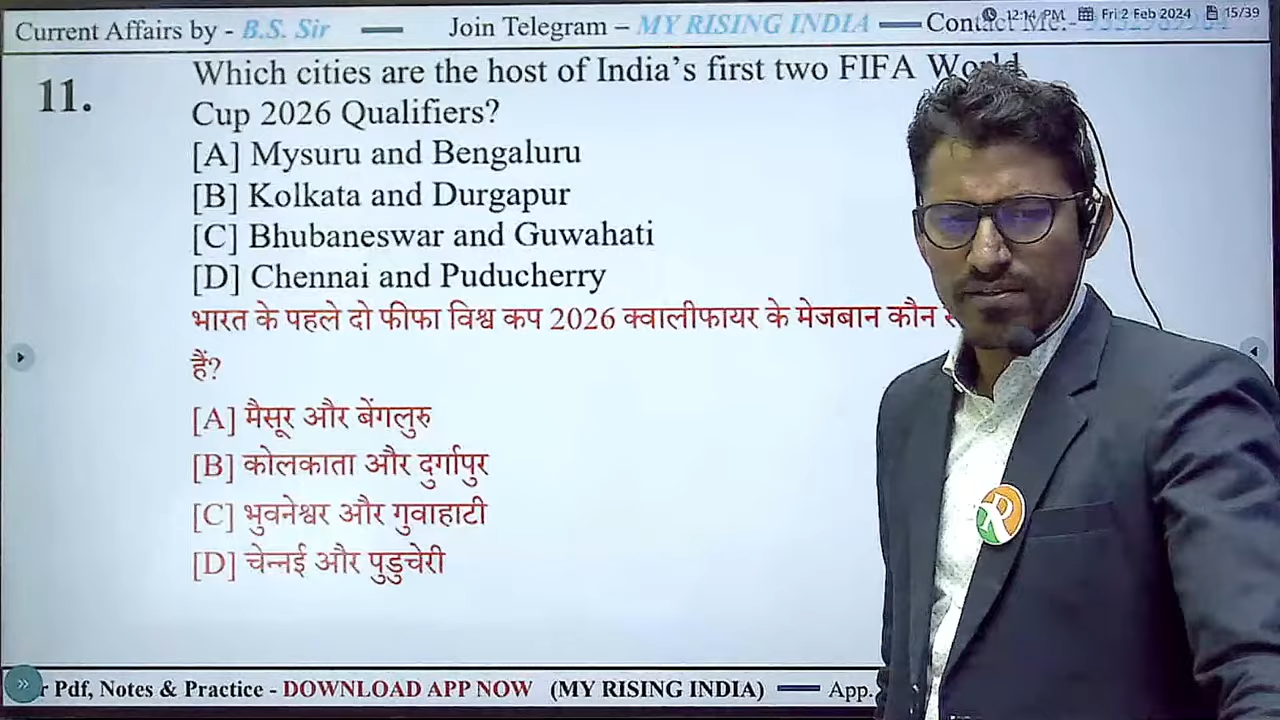 Current Affairs by - B.S. Sir — Join Telegram – MY RISING INDIA — Contact Me:-
12:14 PM Fri 2 Feb 2024 15/39
11. Which cities are the host of India's first two FIFA World
Cup 2026 Qualifiers?
[A] Mysuru and Bengaluru
[B] Kolkata and Durgapur
[C] Bhubaneswar and Guwahati
[D] Chennai and Puducherry
भारत के पहले दो फीफा विश्व कप 2026 क्वालीफायर के मेजबान कौन
हैं?
[A] मैसूर और बेंगलुरु
[B] कोलकाता और दुर्गापुर
[C] भुवनेश्वर और गुवाहाटी
[D] चेन्नई और पुडुचेरी
Pdf, Notes & Practice - DOWNLOAD APP NOW (MY RISING INDIA) — App.